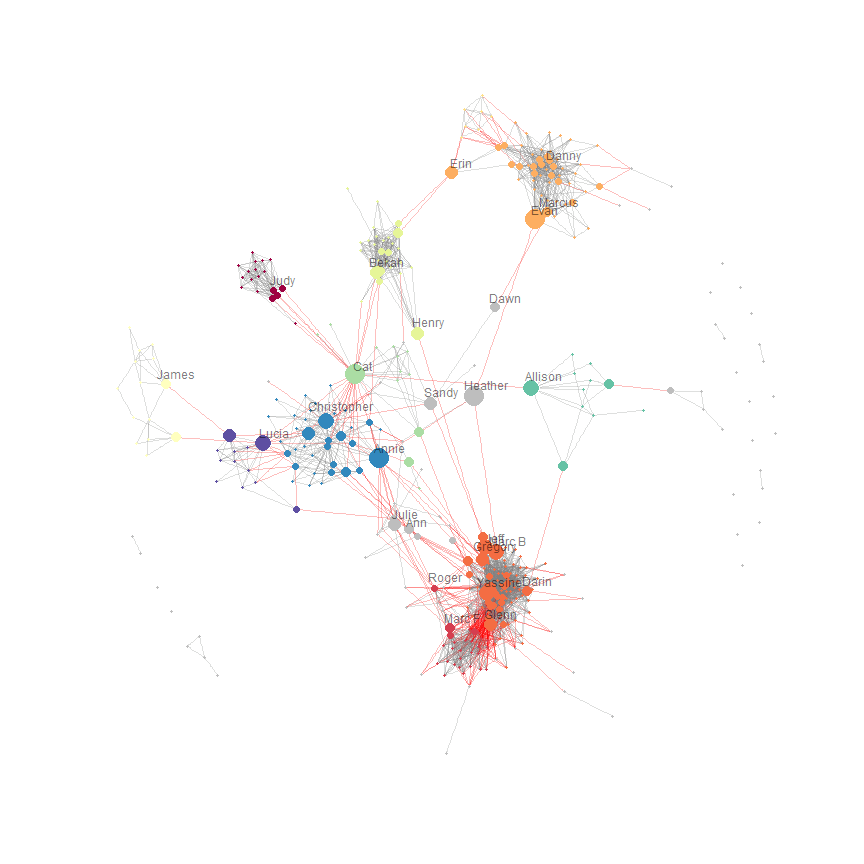 Danny
Erin
Marcus
Evan
Bekah
Judy
Dawn
Henry
Cat
James
Allison
Heather
Sandy
Christopher
Lucia
Annie
Julie
Ann
Jeff
Marc B
Gregory
Roger
Yassine
Darin
Glenn